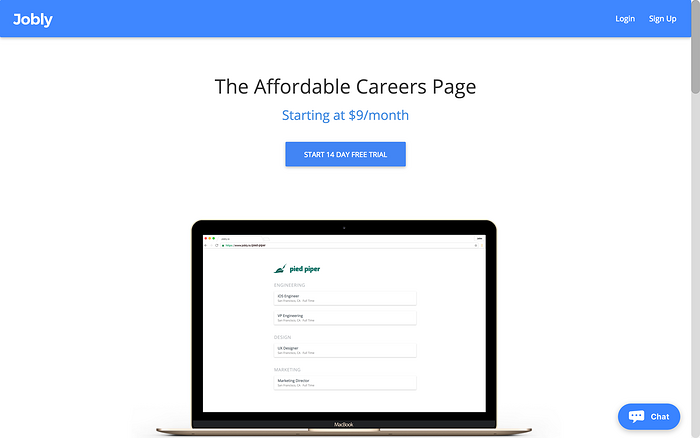 Jobly
Login
Sign Up
The Affordable Careers Page
Starting at $9/month
START 14 DAY FREE TRIAL
pied piper
ENGINEERING
iOS Engineer
San Francisco, CA · Full Time
VP Engineering
San Francisco, CA · Full Time
DESIGN
UX Designer
San Francisco, CA · Full Time
MARKETING
Marketing Director
San Francisco, CA · Full Time
MacBook
Chat